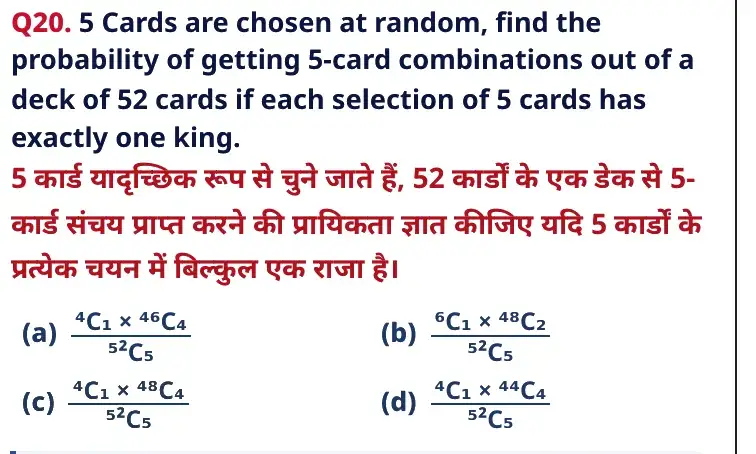 Q20. 5 Cards are chosen at random, find the
probability of getting 5-card combinations out of a
deck of 52 cards if each selection of 5 cards has
exactly one king.
5 कार्ड यादृच्छिक रूप से चुने जाते हैं, 52 कार्डों के एक डेक से 5-
कार्ड संचय प्राप्त करने की प्रायिकता ज्ञात कीजिए यदि 5 कार्डों के
प्रत्येक चयन में बिल्कुल एक राजा है।
(a) ⁴C₁ × ⁴⁶C₄ / ⁵²C₅
(b) ⁶C₁ × ⁴⁸C₂ / ⁵²C₅
(c) ⁴C₁ × ⁴⁸C₄ / ⁵²C₅
(d) ⁴C₁ × ⁴⁴C₄ / ⁵²C₅